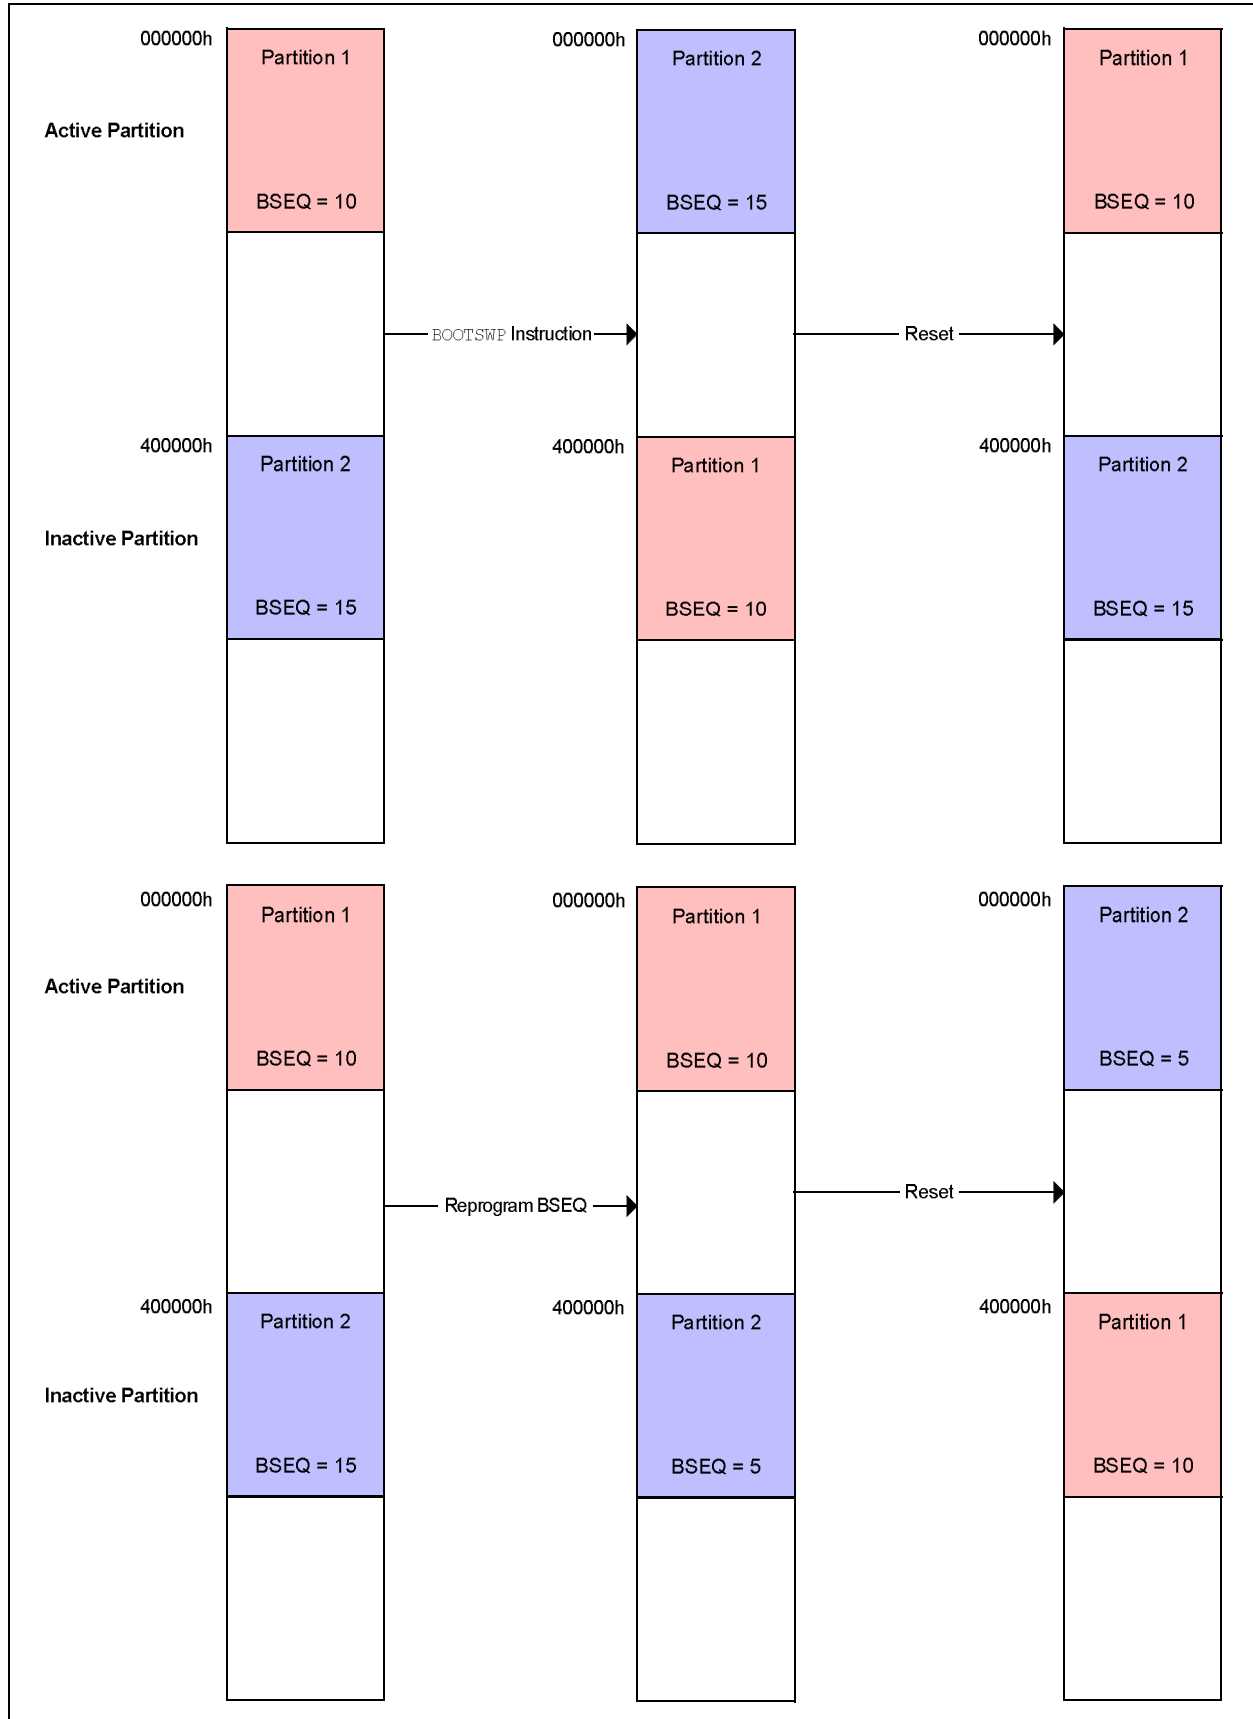 000000h
Partition 1
000000h
Partition 2
000000h
Partition 1
Active Partition
BSEQ = 10
BSEQ = 15
BSEQ = 10
BOOTSWP Instruction
Reset
400000h
Partition 2
400000h
Partition 1
400000h
Partition 2
Inactive Partition
BSEQ = 15
BSEQ = 10
BSEQ = 15
000000h
Partition 1
000000h
Partition 1
000000h
Partition 2
Active Partition
BSEQ = 10
BSEQ = 10
BSEQ = 5
Reprogram BSEQ
Reset
400000h
Partition 2
400000h
Partition 2
400000h
Partition 1
Inactive Partition
BSEQ = 15
BSEQ = 5
BSEQ = 10